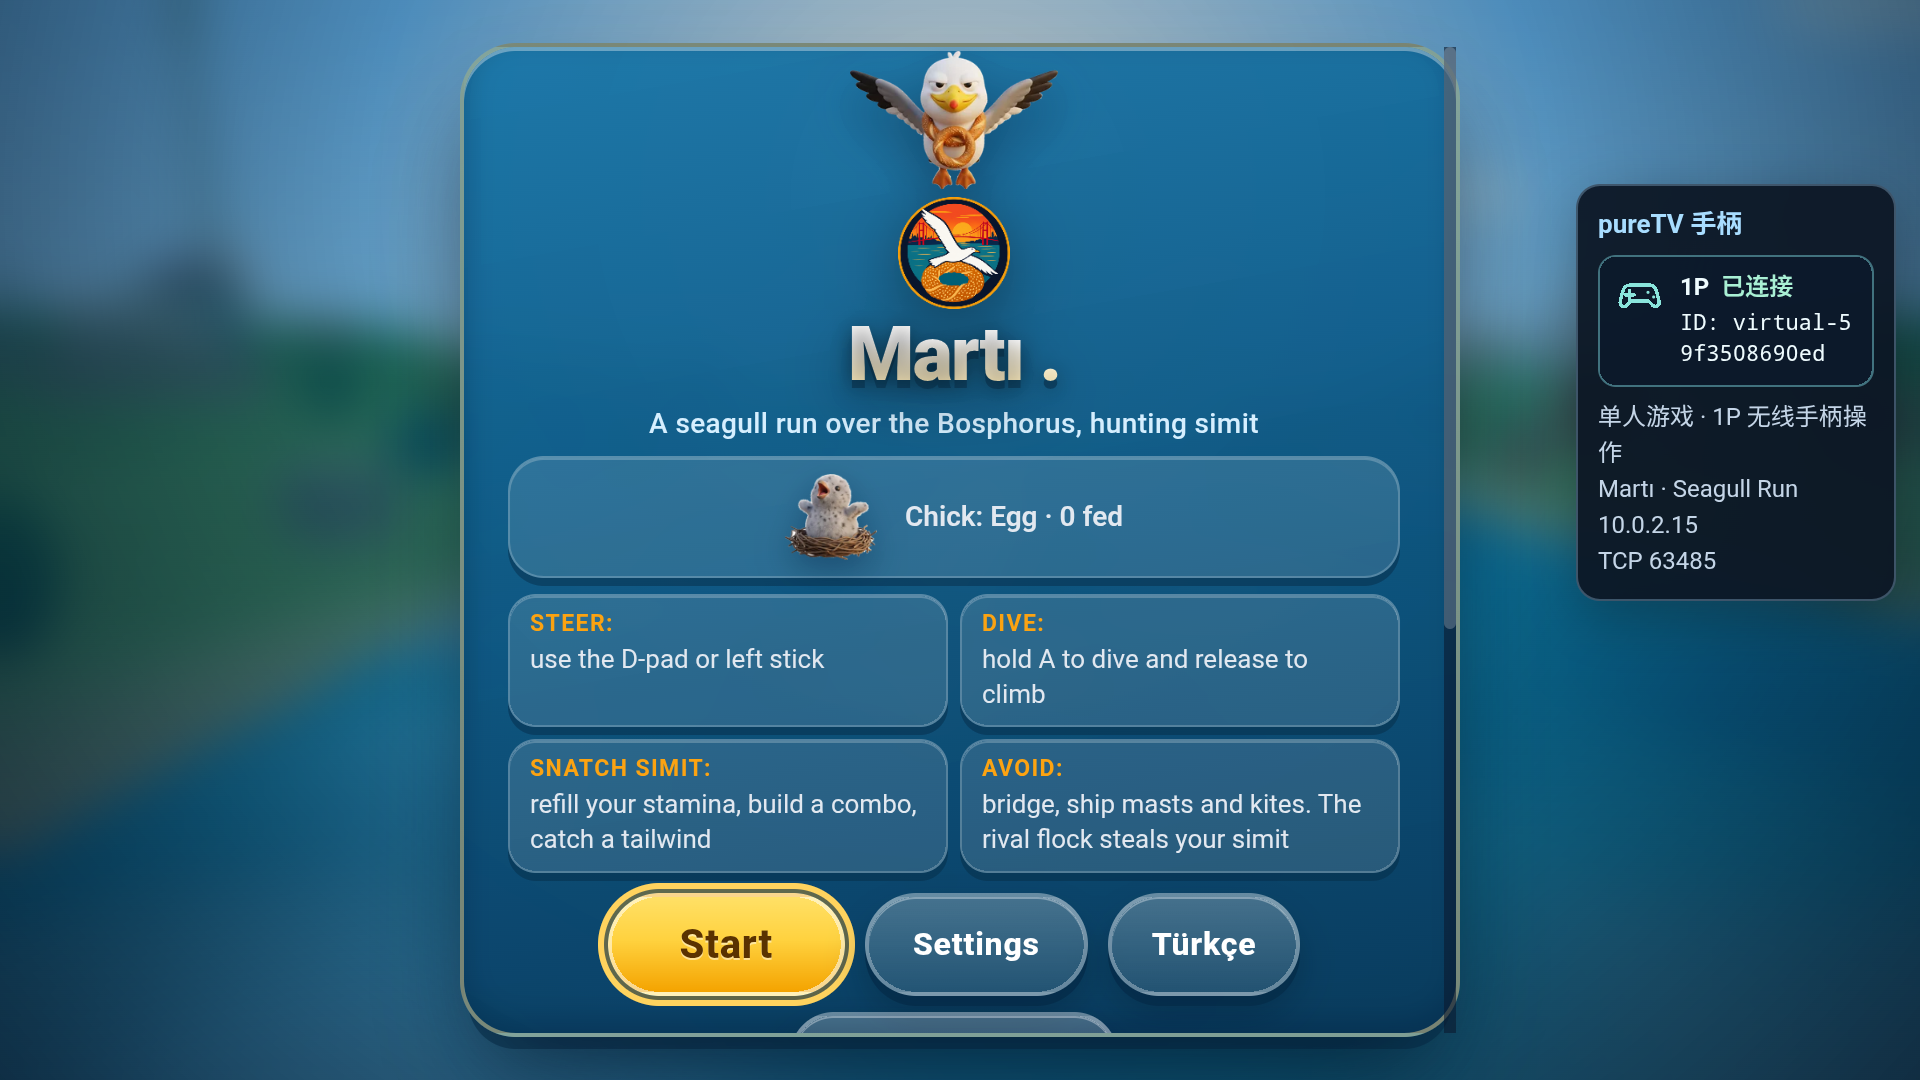 Martı .
A seagull run over the Bosphorus, hunting simit
Chick: Egg · 0 fed
STEER:
use the D-pad or left stick
DIVE:
hold A to dive and release to
climb
SNATCH SIMIT:
refill your stamina, build a combo,
catch a tailwind
AVOID:
bridge, ship masts and kites. The
rival flock steals your simit
Start
Settings
Türkçe
pureTV 手柄
1P 已连接
ID: virtual-5
9f3508690ed
单人游戏 · 1P 无线手柄操
作
Martı · Seagull Run
10.0.2.15
TCP 63485